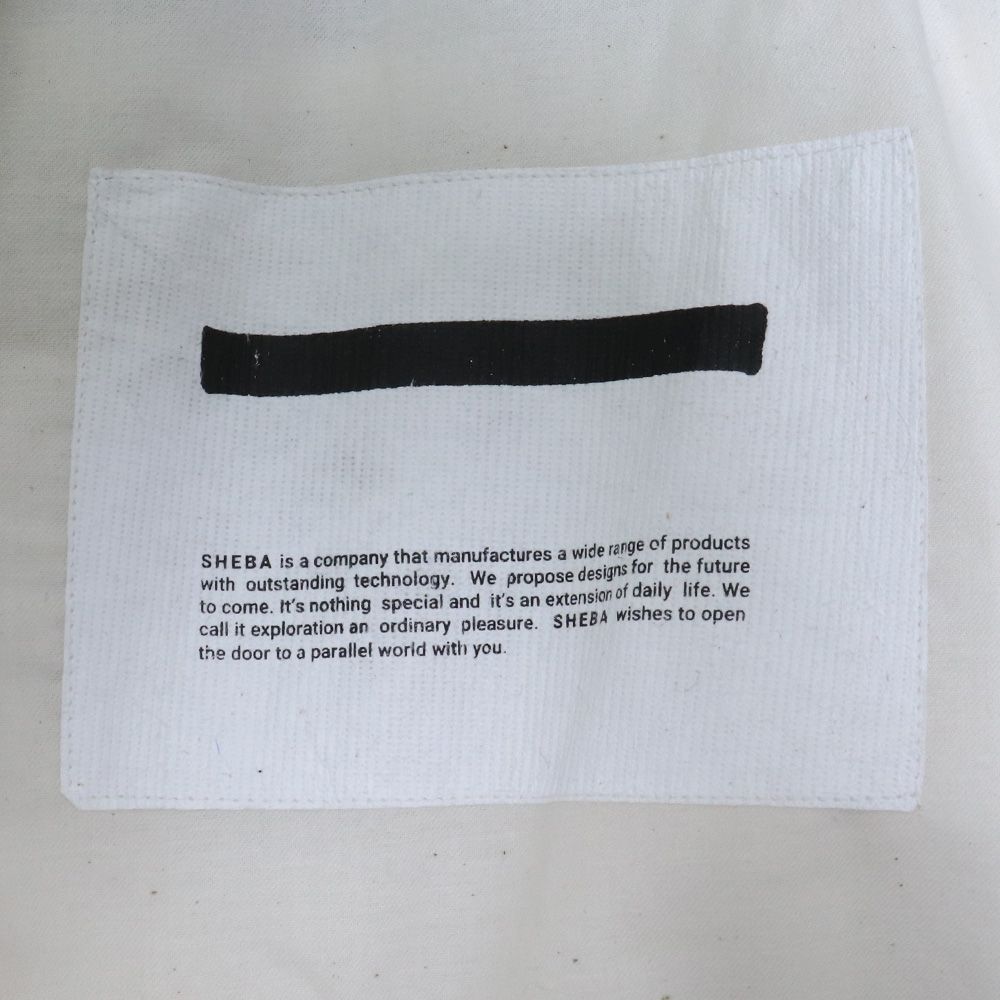 SHEBA is a company that manufactures a wide range of products
with outstanding technology. We propose designs for the future
to come. It's nothing special and it's an extension of daily life. We
call it exploration an ordinary pleasure. SHEBA wishes to open
the door to a parallel world with you.